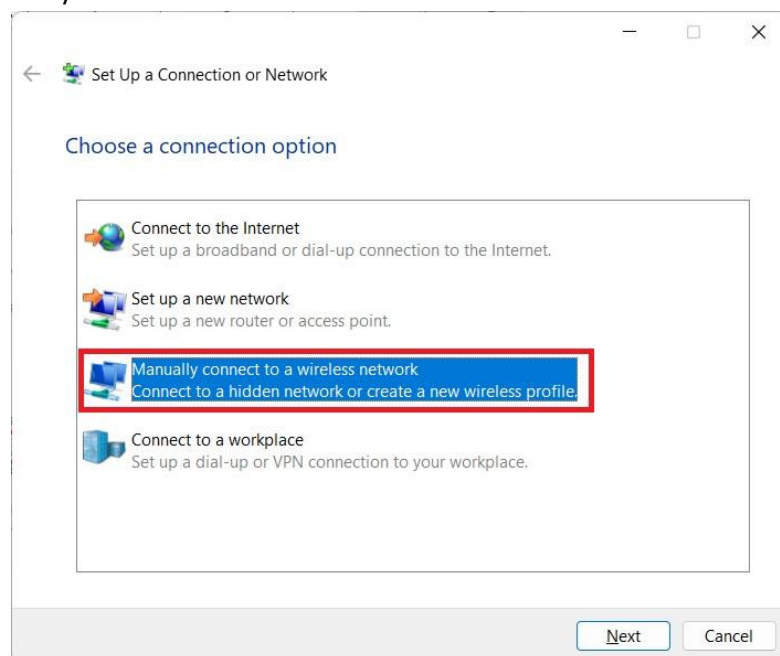 Set Up a Connection or Network
Choose a connection option
Connect to the Internet
Set up a broadband or dial-up connection to the Internet.
Set up a new network
Set up a new router or access point.
Manually connect to a wireless network
Connect to a hidden network or create a new wireless profile.
Connect to a workplace
Set up a dial-up or VPN connection to your workplace.
Next Cancel